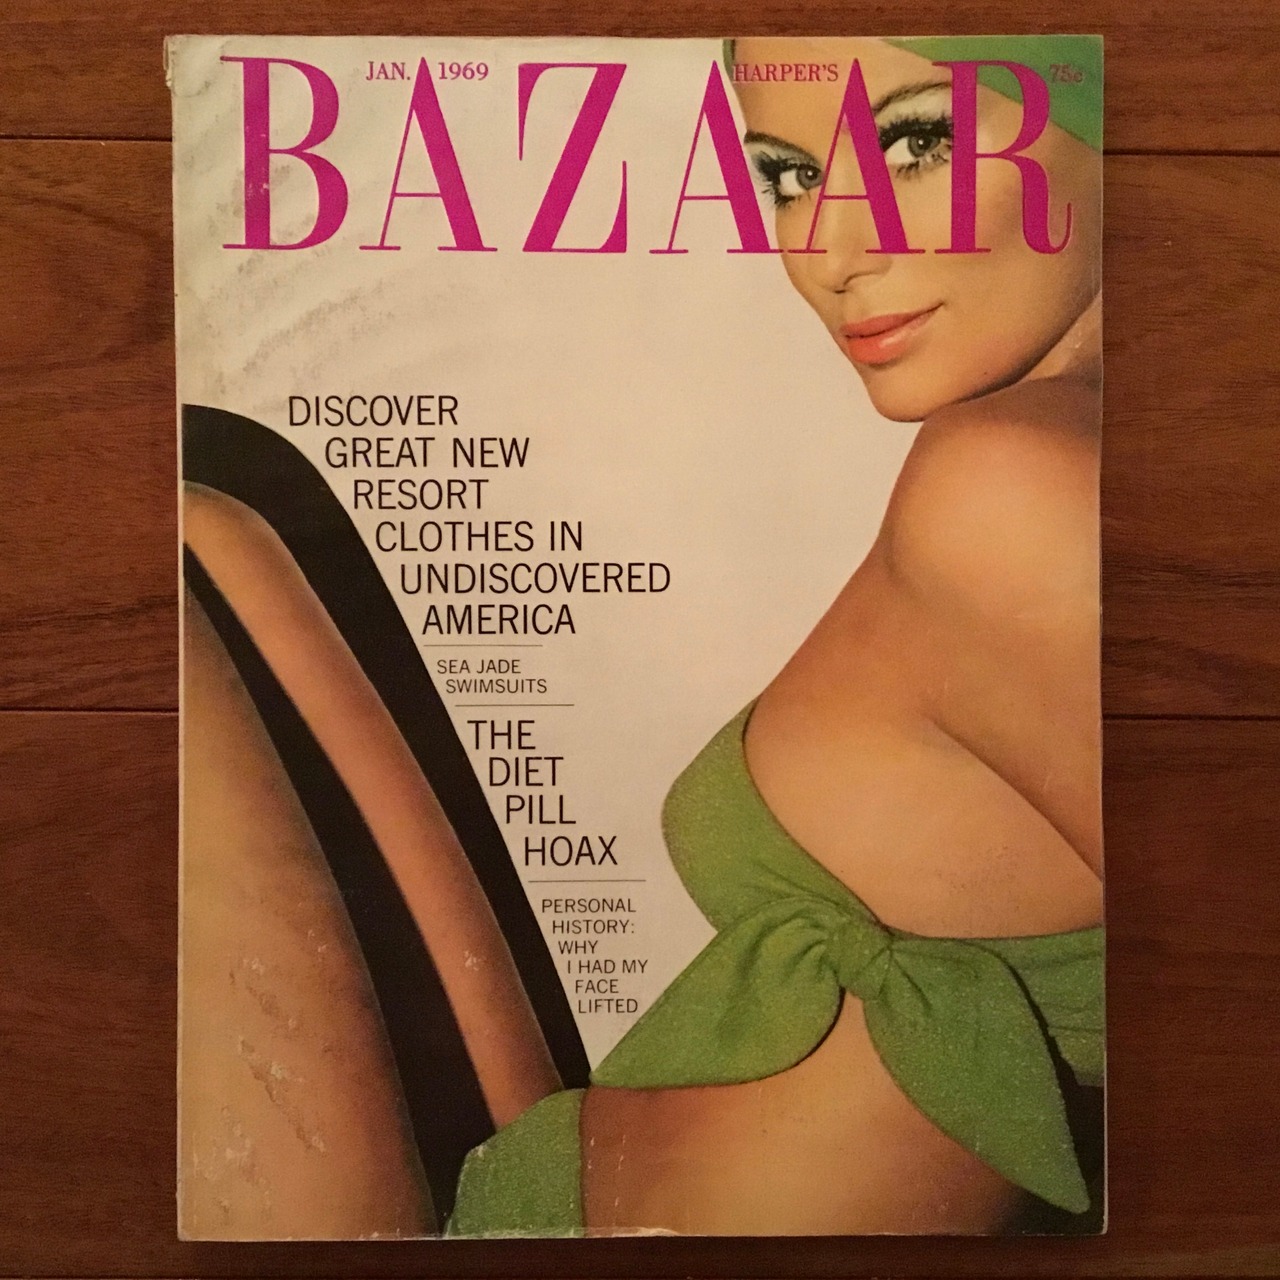 JAN. 1969 HARPER'S 75¢
BAZAAR
DISCOVER
GREAT NEW
RESORT
CLOTHES IN
UNDISCOVERED
AMERICA
SEA JADE
SWIMSUITS
THE
DIET
PILL
HOAX
PERSONAL
HISTORY:
WHY
I HAD MY
FACE
LIFTED